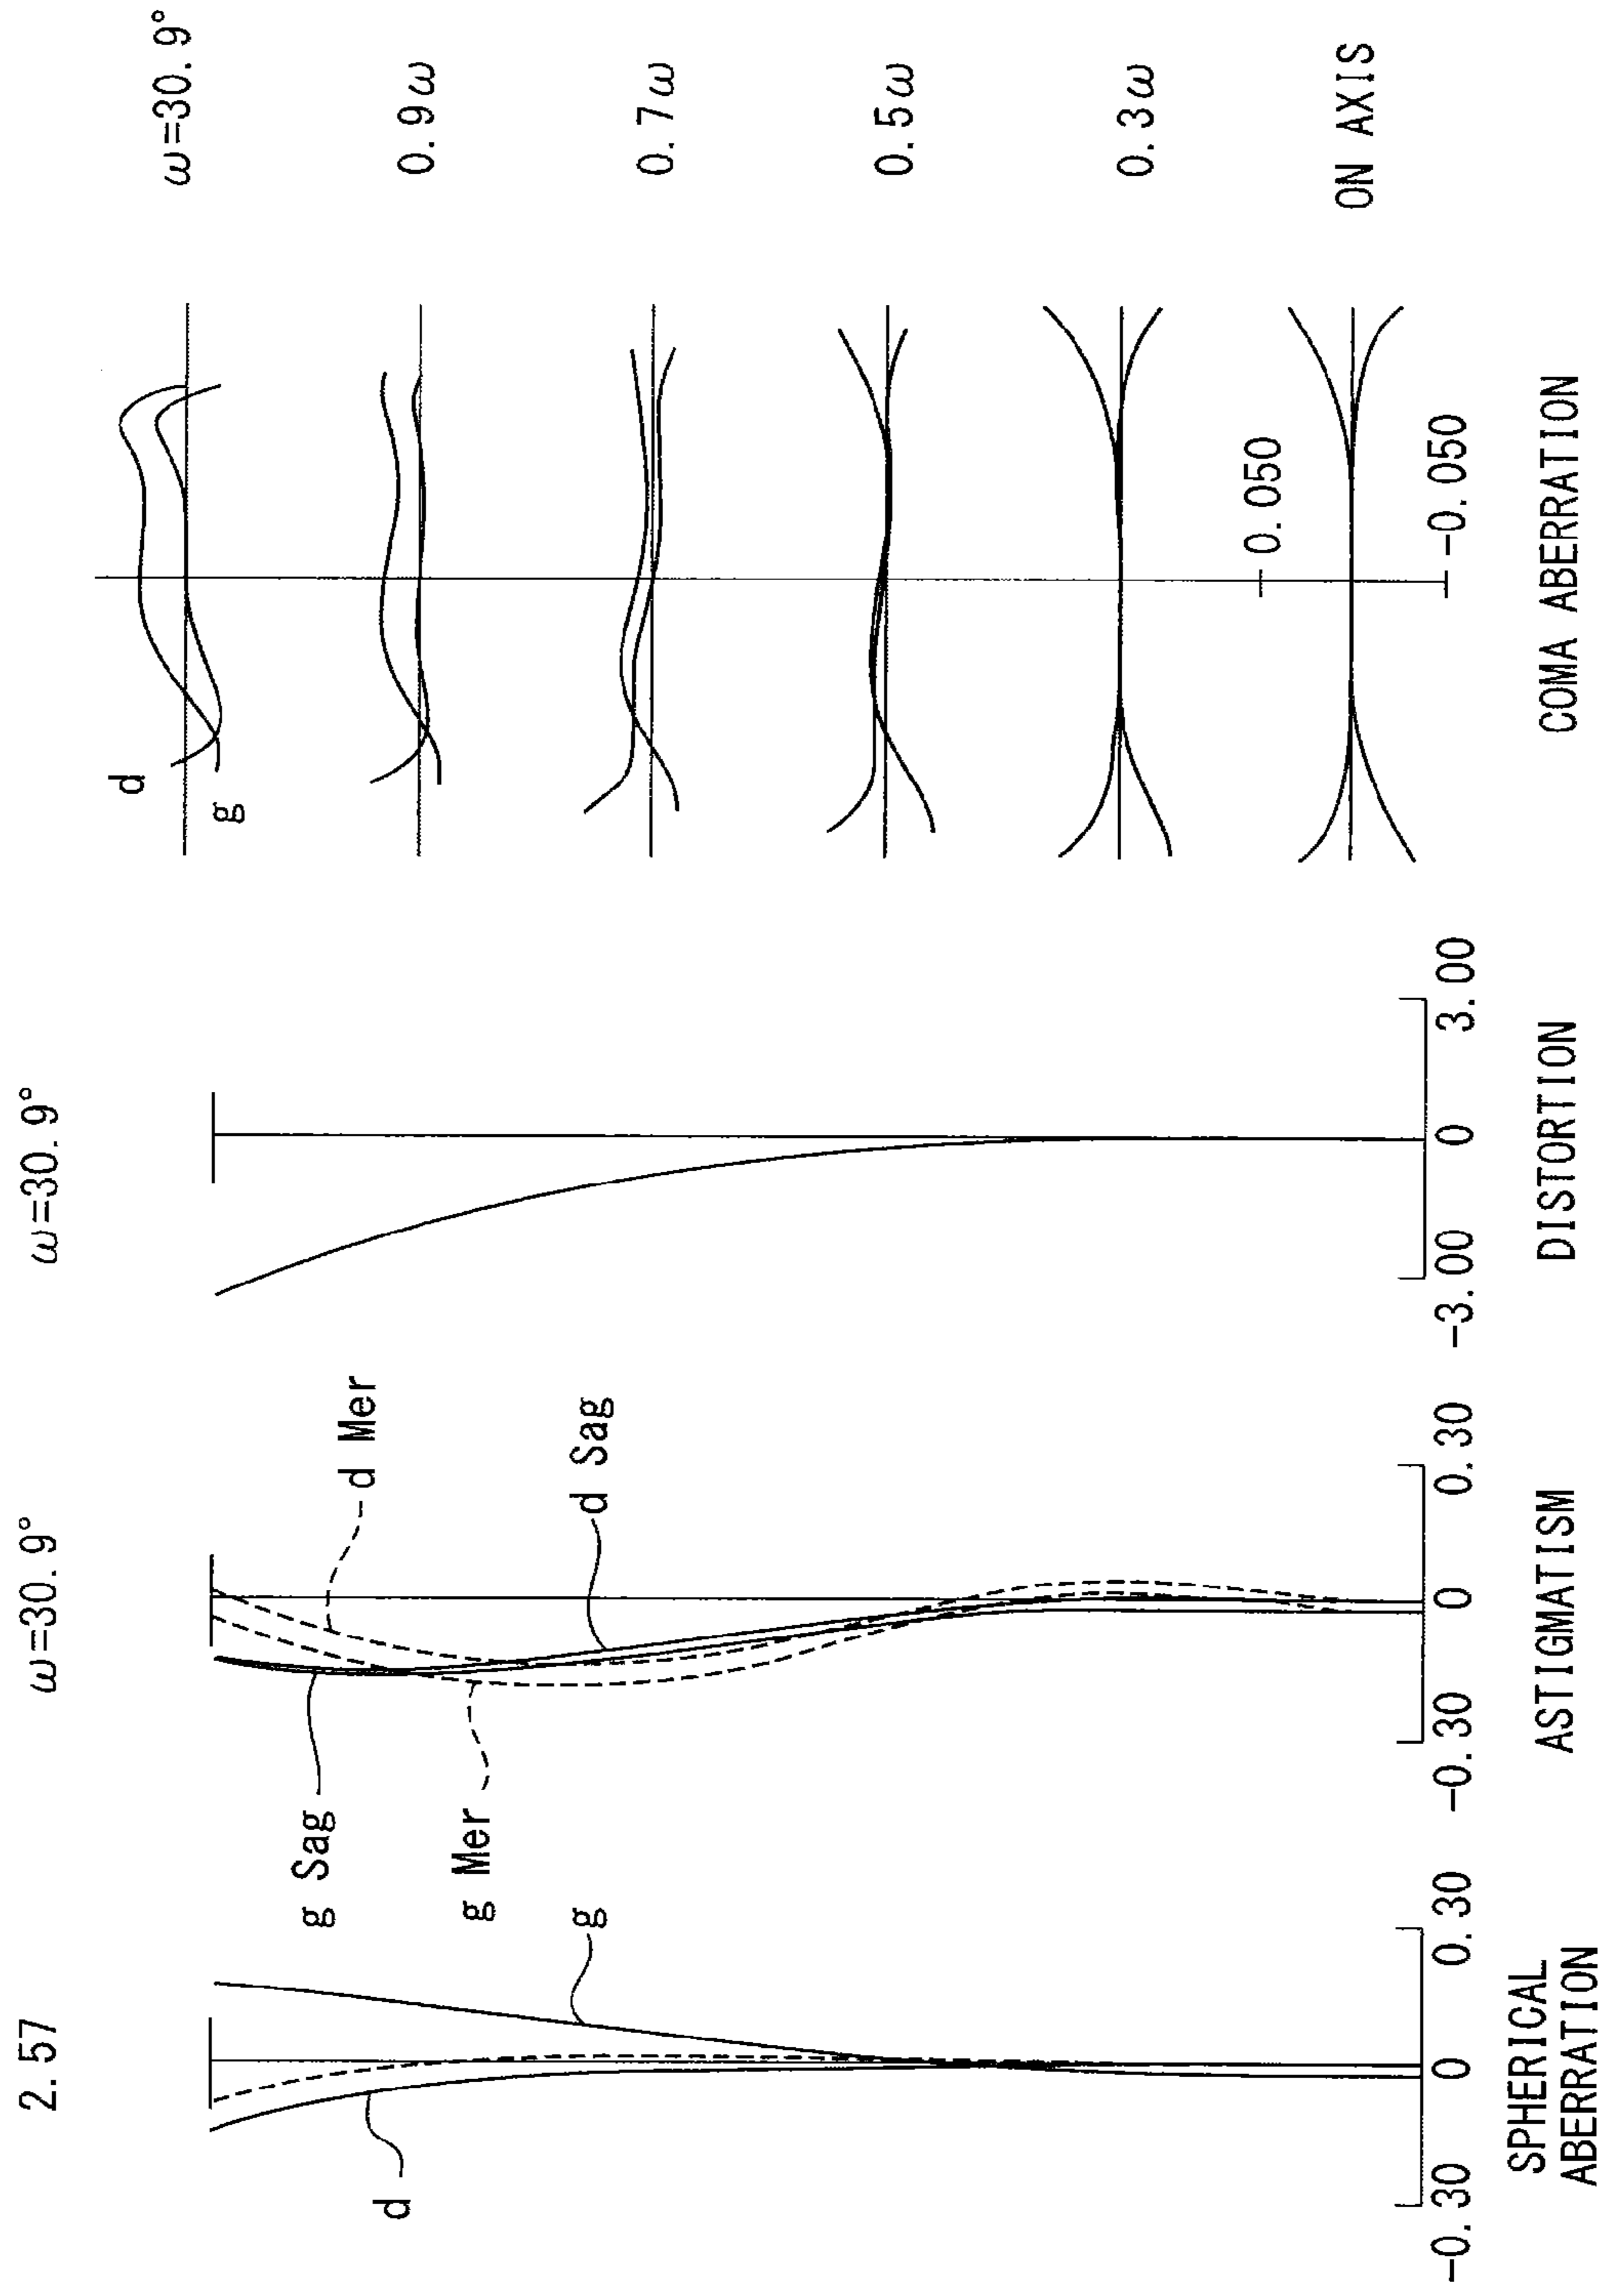 2.57
d
g
-0.30
0
0.30
SPHERICAL
ABERRATION
ω=30.9°
g Sag
g Mer
d Mer
d Sag
-0.30
0
0.30
ASTIGMATISM
ω=30.9°
-3.00
0
3.00
DISTORTION
d
g
ω=30.9°
0.9ω
0.7ω
0.5ω
0.3ω
0.050
ON AXIS
-0.050
COMA ABERRATION